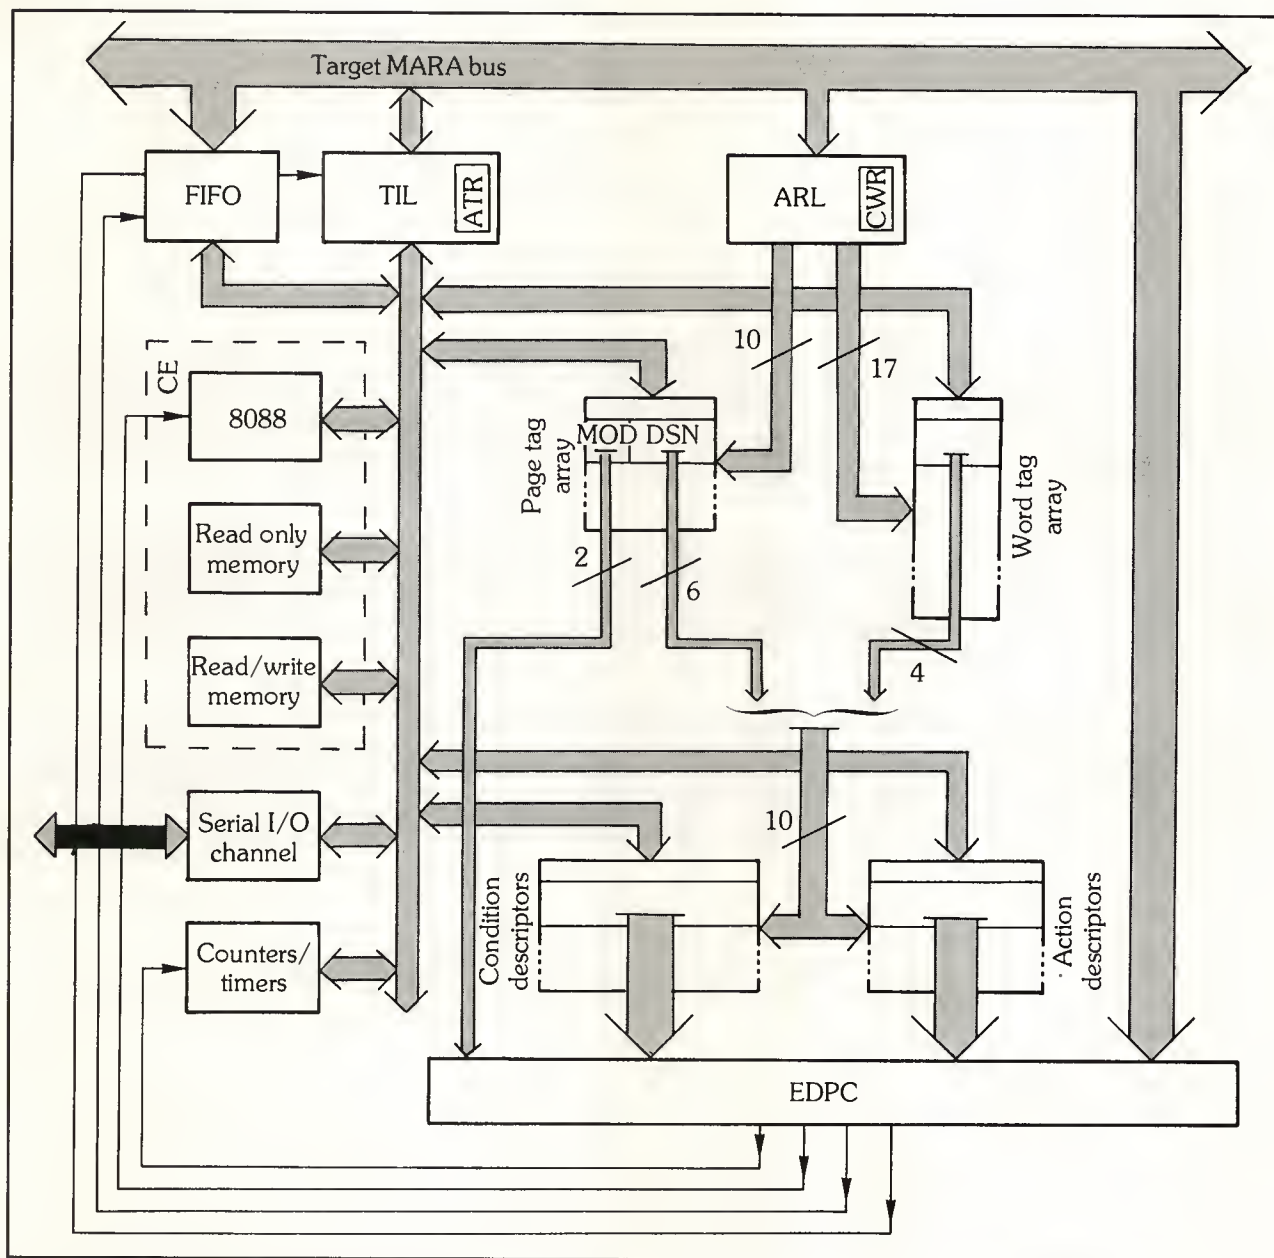 Target MARA bus
FIFO
TIL
ATR
ARL
CWR
10
17
CE
8088
MOD DSN
Page tag
array
Word tag
array
Read only
memory
2
6
Read/write
memory
4
Serial I/O
channel
10
Condition
descriptors
Action
descriptors
Counters/
timers
EDPC